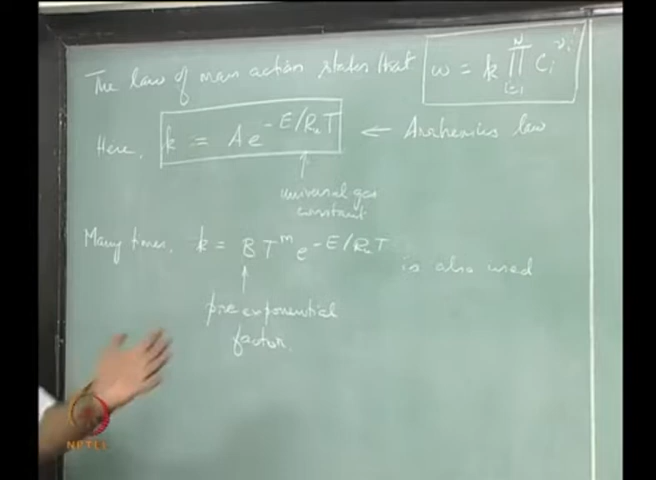 The law of mass action states that ω = k ∏ᵢ₌₁ᴺ Cᵢ^νᵢ'
Here, k = A e^-E/RᵤT ← Arrhenius law
universal gas
constant
Many times, k = B T^m e^-E/RᵤT is also used
pre exponential
factor.
NPTEL